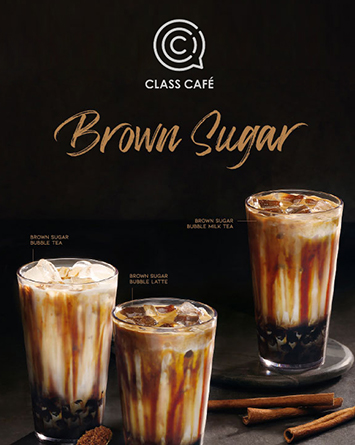 CLASS CAFÉ
Brown Sugar
BROWN SUGAR
BUBBLE MILK TEA
BROWN SUGAR
BUBBLE TEA
BROWN SUGAR
BUBBLE LATTE